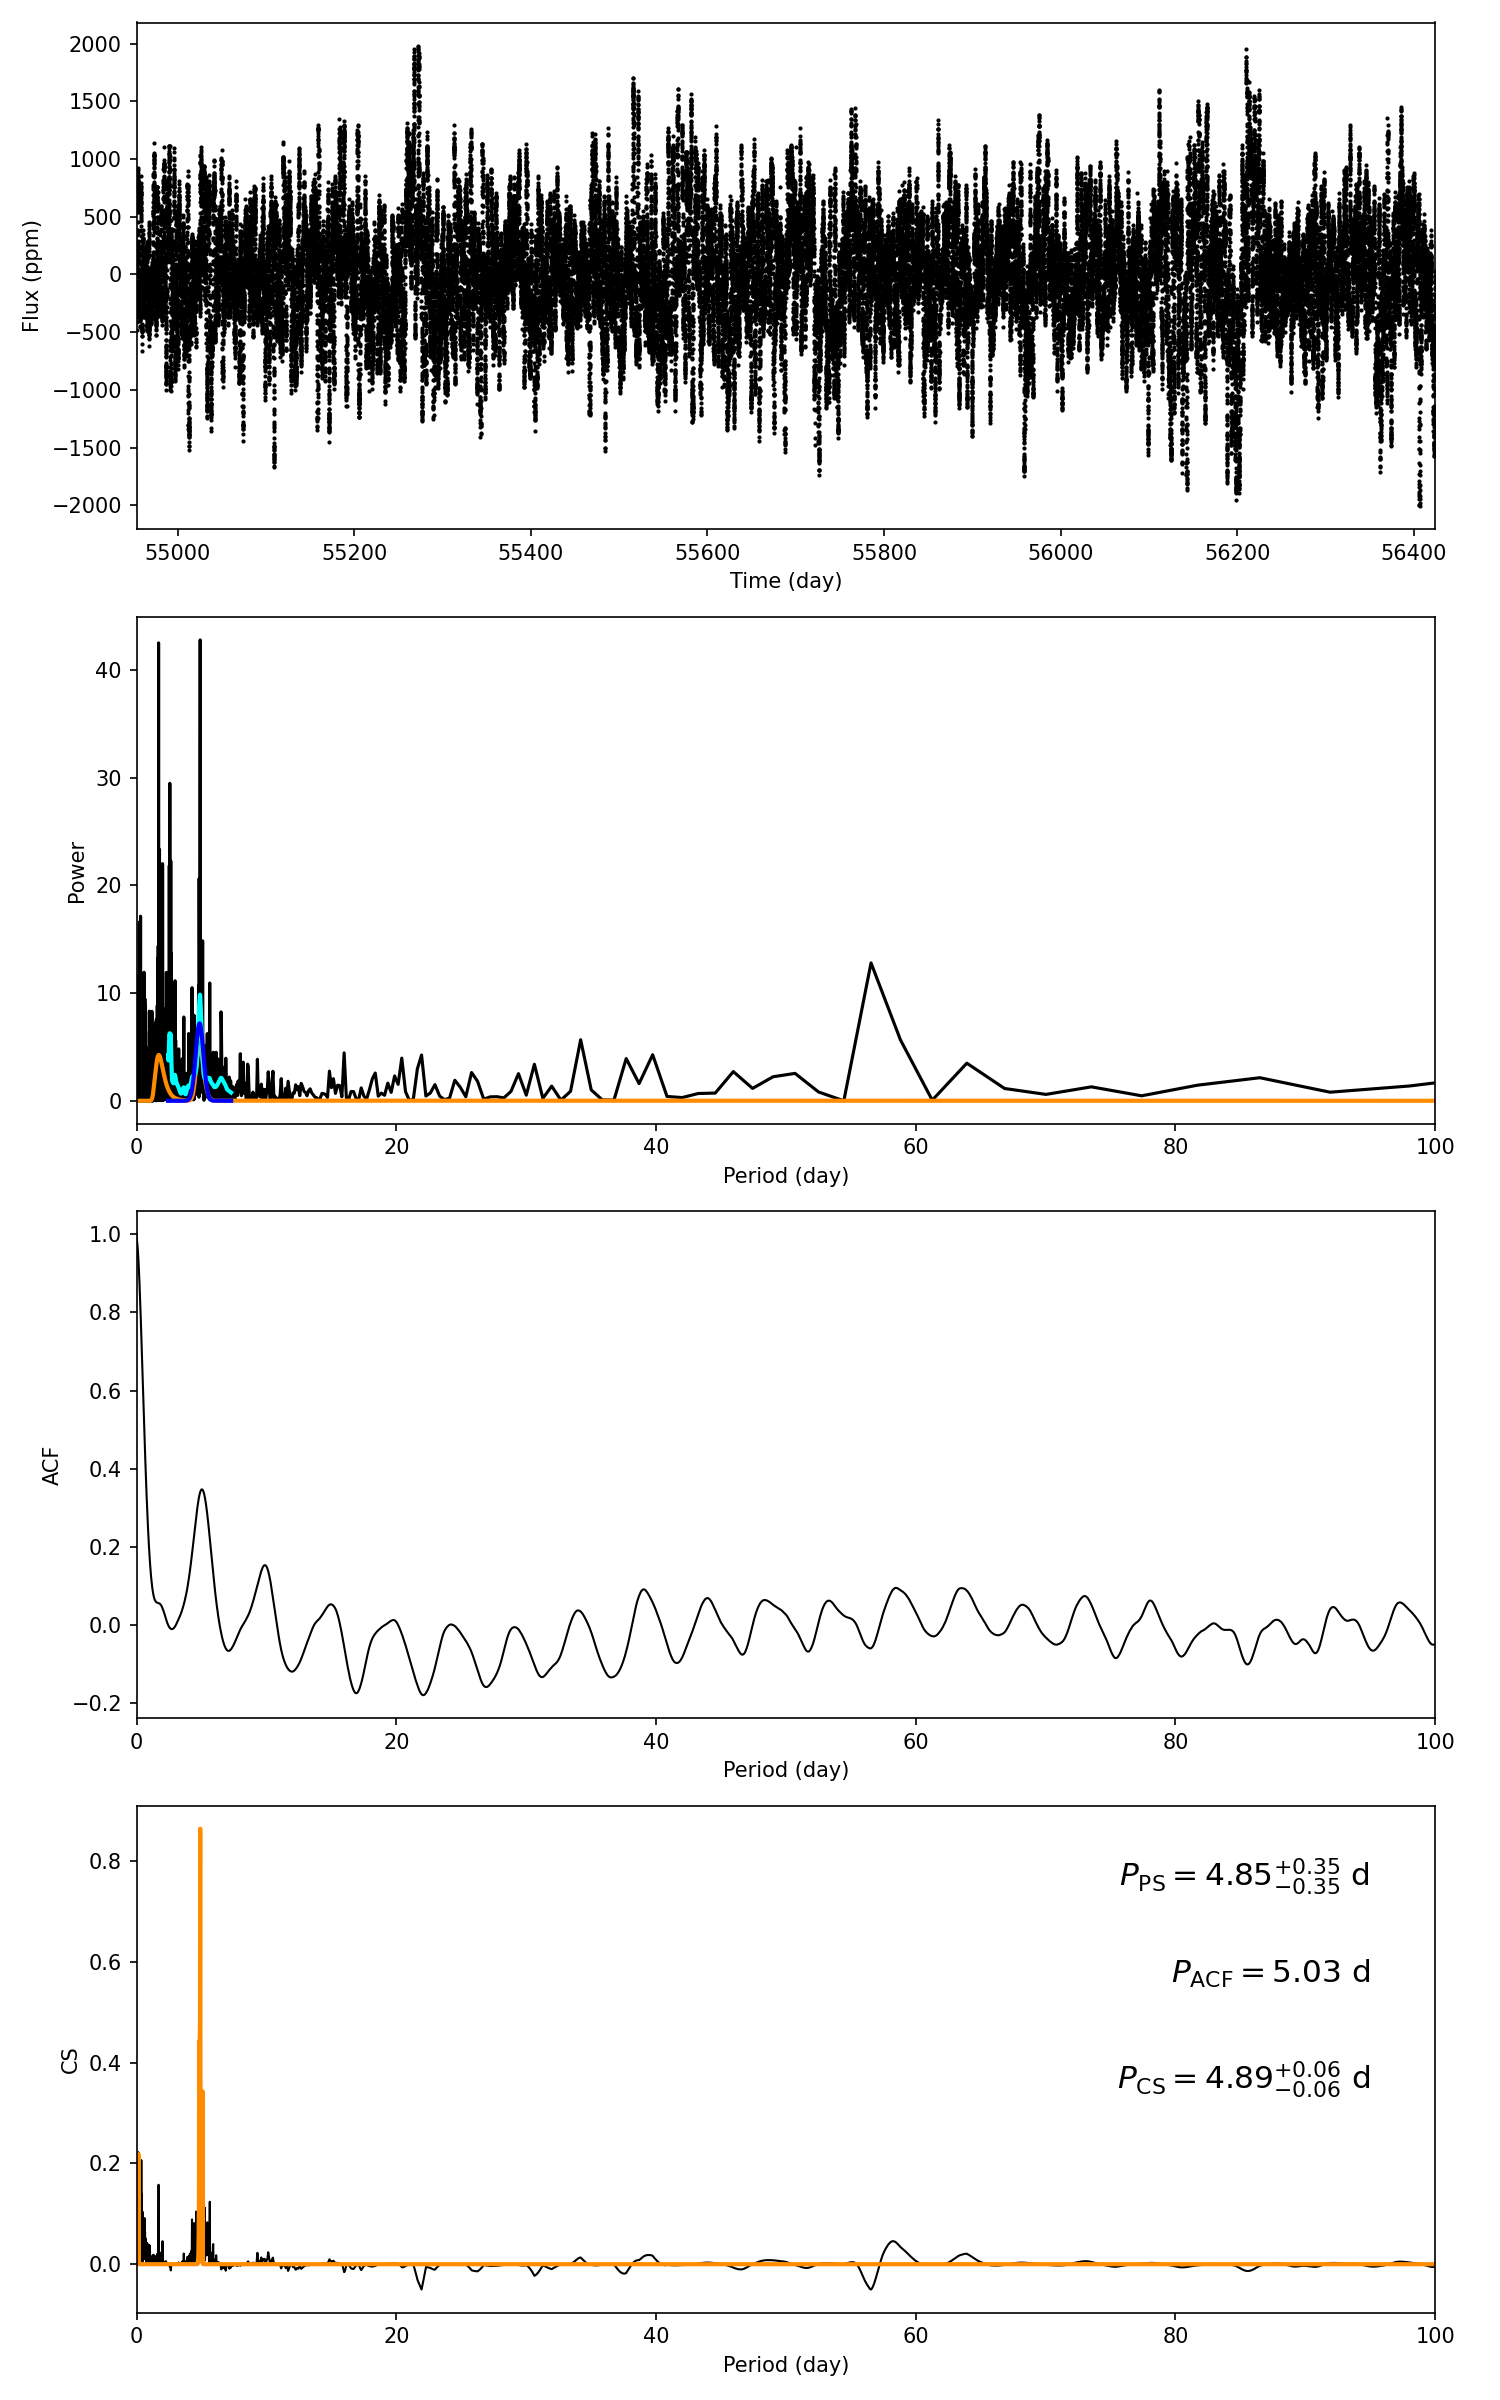 2000
1500
1000
500
0
−500
−1000
−1500
−2000
Flux (ppm)
55000 55200 55400 55600 55800 56000 56200 56400
Time (day)
40
30
20
10
0
Power
0 20 40 60 80 100
Period (day)
1.0
0.8
0.6
0.4
0.2
0.0
−0.2
ACF
0 20 40 60 80 100
Period (day)
0.8
0.6
0.4
0.2
0.0
CS
P_PS = 4.85 +0.35 −0.35 d
P_ACF = 5.03 d
P_CS = 4.89 +0.06 −0.06 d
0 20 40 60 80 100
Period (day)